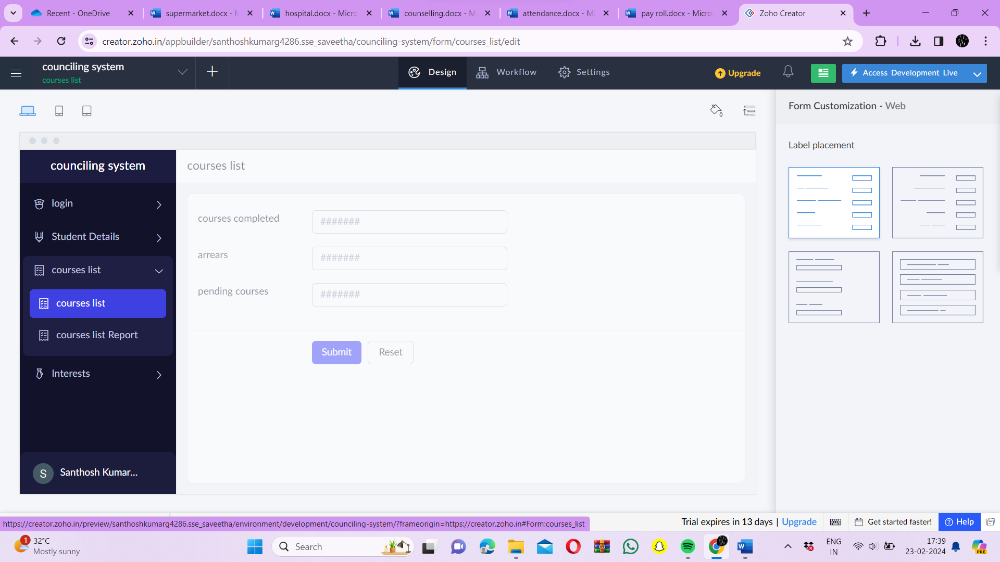 Recent - OneDrive
supermarket.docx - M
hospital.docx - Micro
counselling.docx - M
attendance.docx - Mi
pay roll.docx - Micros
Zoho Creator
creator.zoho.in/appbuilder/santhoshkumarg4286.sse_saveetha/counciling-system/form/courses_list/edit
counciling system
courses list
Design
Workflow
Settings
Upgrade
Access Development Live
Form Customization - Web
Label placement
counciling system
login
Student Details
courses list
courses list
courses list Report
Interests
S
Santhosh Kumar...
courses list
courses completed
#######
arrears
#######
pending courses
#######
Submit
Reset
https://creator.zoho.in/preview/santhoshkumarg4286.sse_saveetha/environment/development/counciling-system/?frameorigin=https://creator.zoho.in#Form:courses_list
Trial expires in 13 days | Upgrade
Get started faster!
Help
1
32°C
Mostly sunny
Search
ENG
IN
17:39
23-02-2024
PRE